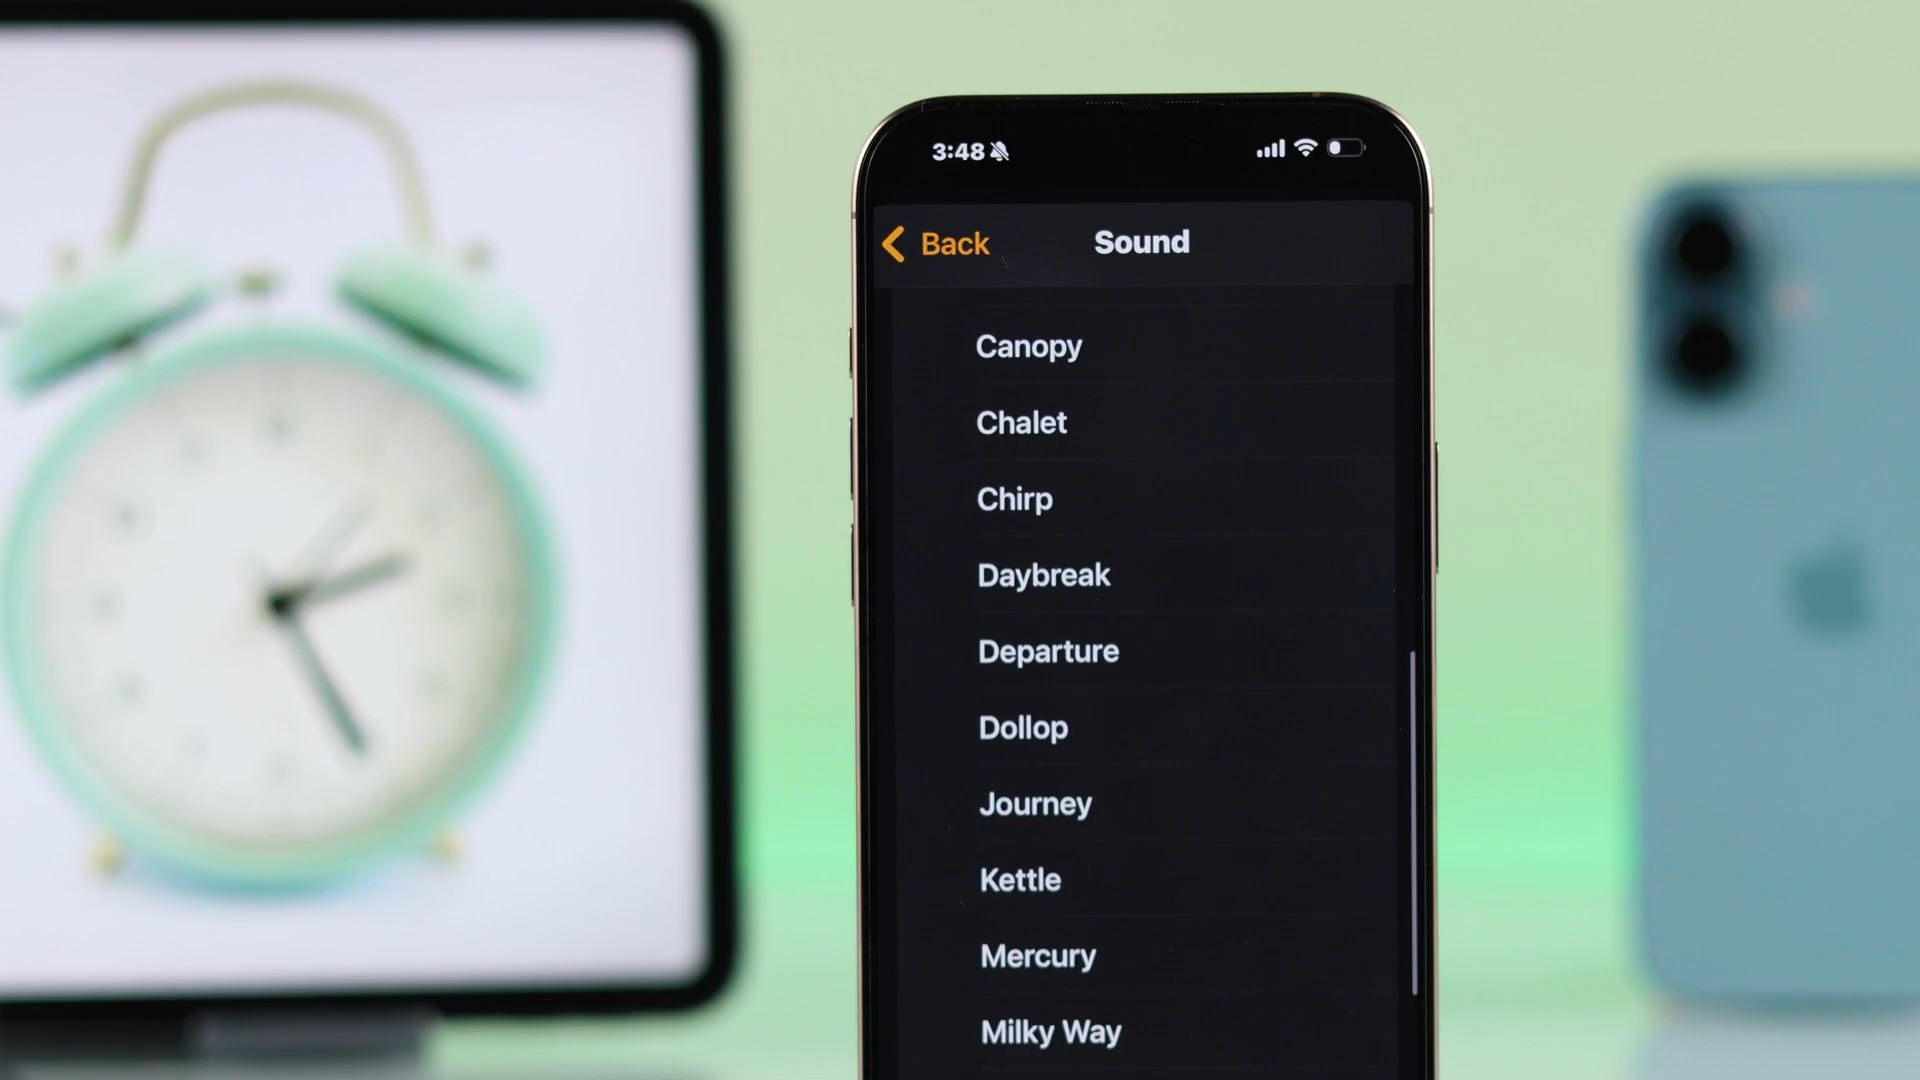 3:48
Back
Sound
Canopy
Chalet
Chirp
Daybreak
Departure
Dollop
Journey
Kettle
Mercury
Milky Way